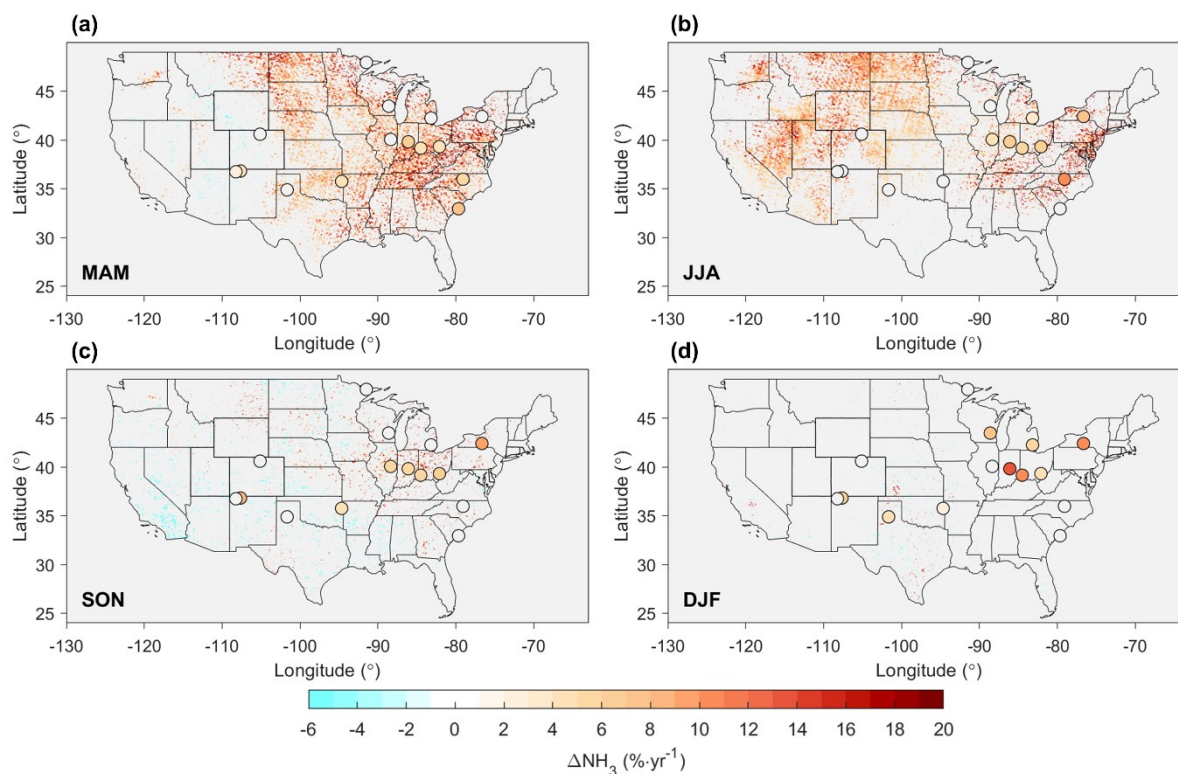 (a) (b)
45 45
40 40
35 35
30 30
25 25
Latitude (°) Latitude (°)
MAM JJA
-130 -120 -110 -100 -90 -80 -70 -130 -120 -110 -100 -90 -80 -70
Longitude (°) Longitude (°)
(c) (d)
45 45
40 40
35 35
30 30
25 25
Latitude (°) Latitude (°)
SON DJF
-130 -120 -110 -100 -90 -80 -70 -130 -120 -110 -100 -90 -80 -70
Longitude (°) Longitude (°)
-6 -4 -2 0 2 4 6 8 10 12 14 16 18 20
ΔNH₃ (%·yr⁻¹)